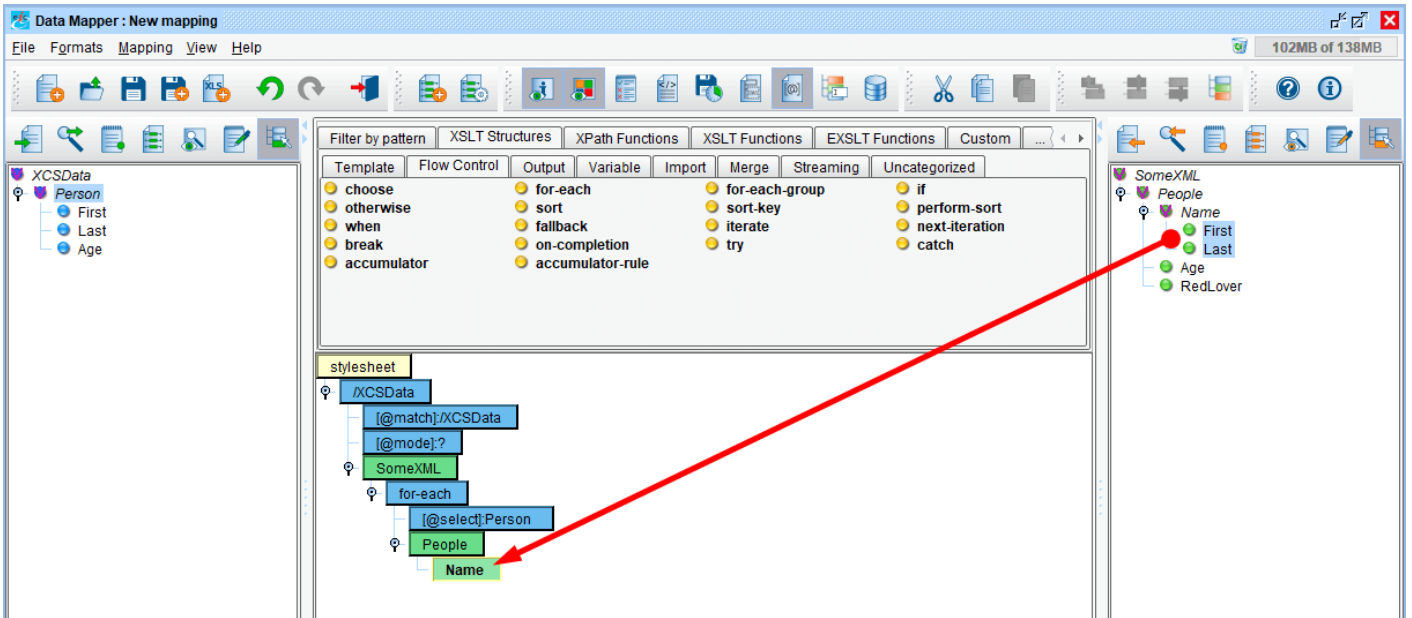 Data Mapper : New mapping
File Formats Mapping View Help
102MB of 138MB
XLS
Filter by pattern XSLT Structures XPath Functions XSLT Functions EXSLT Functions Custom ...
Template Flow Control Output Variable Import Merge Streaming Uncategorized
choose for-each for-each-group if
otherwise sort sort-key perform-sort
when fallback iterate next-iteration
break on-completion try catch
accumulator accumulator-rule
XCSData
Person
First
Last
Age
stylesheet
/XCSData
[@match]:/XCSData
[@mode]:?
SomeXML
for-each
[@select]:Person
People
Name
SomeXML
People
Name
First
Last
Age
RedLover